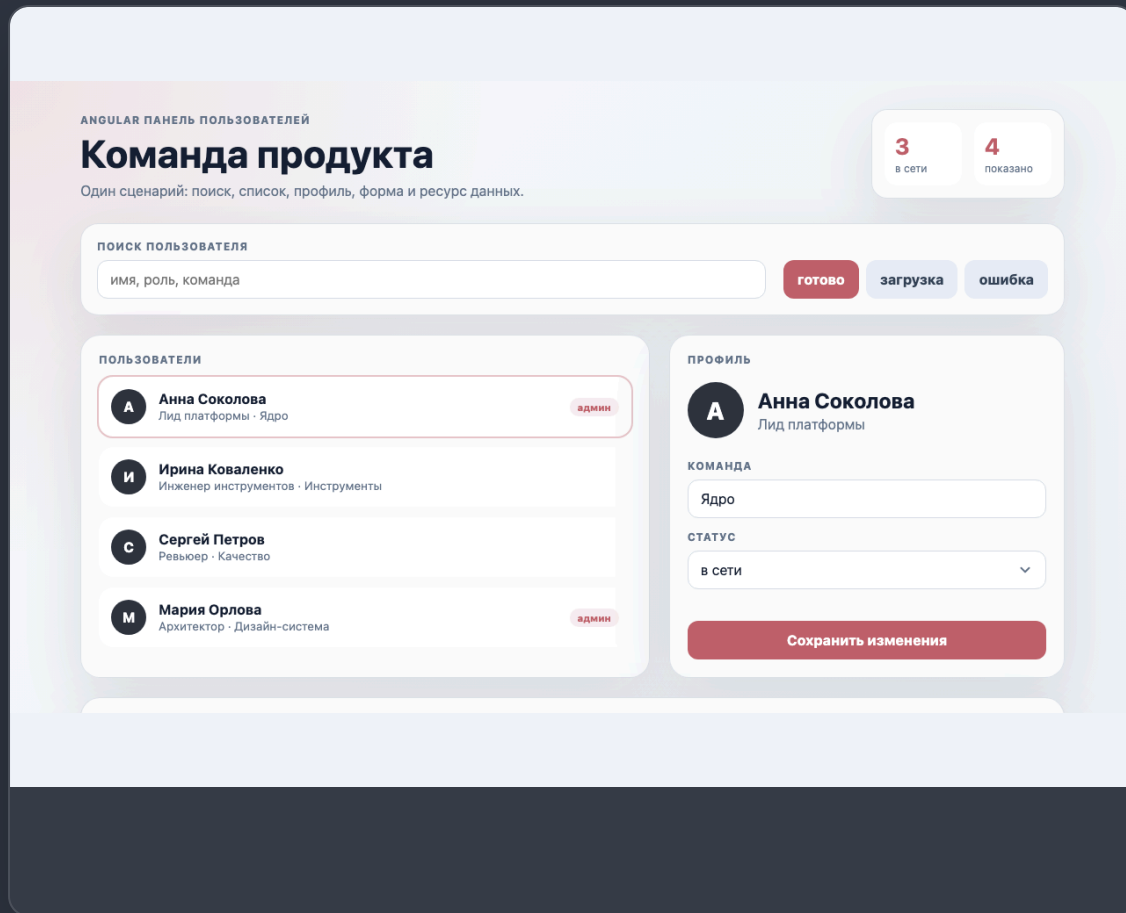 ANGULAR ПАНЕЛЬ ПОЛЬЗОВАТЕЛЕЙ
Команда продукта
Один сценарий: поиск, список, профиль, форма и ресурс данных.
3
в сети
4
показано
ПОИСК ПОЛЬЗОВАТЕЛЯ
имя, роль, команда
готово
загрузка
ошибка
ПОЛЬЗОВАТЕЛИ
А
Анна Соколова
Лид платформы · Ядро
админ
И
Ирина Коваленко
Инженер инструментов · Инструменты
С
Сергей Петров
Ревьюер · Качество
М
Мария Орлова
Архитектор · Дизайн-система
админ
ПРОФИЛЬ
А
Анна Соколова
Лид платформы
КОМАНДА
Ядро
СТАТУС
в сети
Сохранить изменения